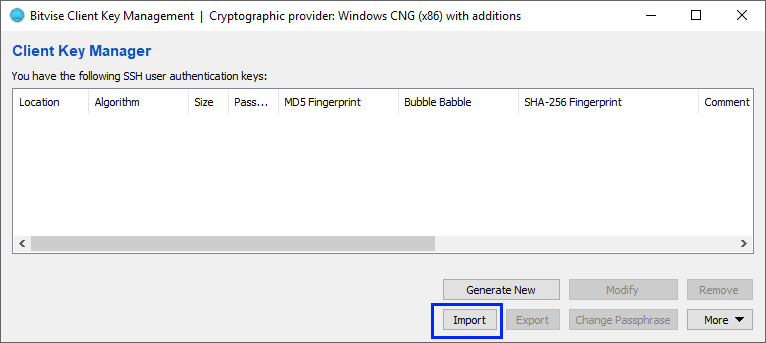 Bitvise Client Key Management | Cryptographic provider: Windows CNG (x86) with additions
Client Key Manager
You have the following SSH user authentication keys:
Location Algorithm Size Pass... MD5 Fingerprint Bubble Babble SHA-256 Fingerprint Comment
Generate New Modify Remove
Import Export Change Passphrase More